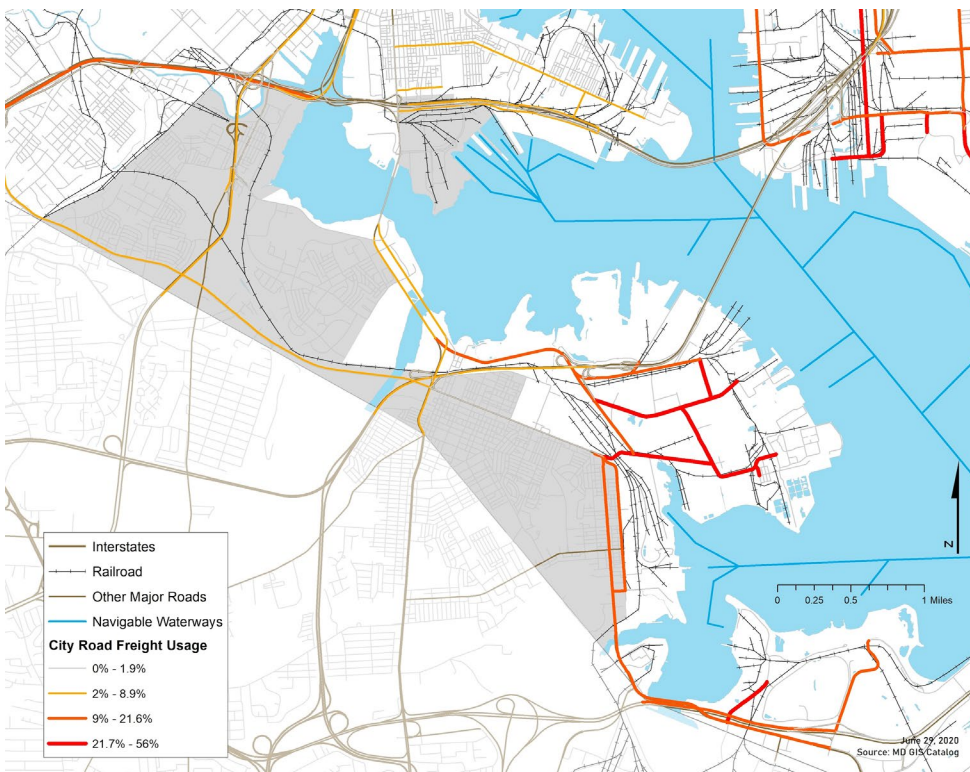 Interstates
Railroad
Other Major Roads
Navigable Waterways
City Road Freight Usage
0% - 1.9%
2% - 8.9%
9% - 21.6%
21.7% - 56%
N
0 0.25 0.5 1 Miles
June 29, 2020
Source: MD GIS Catalog